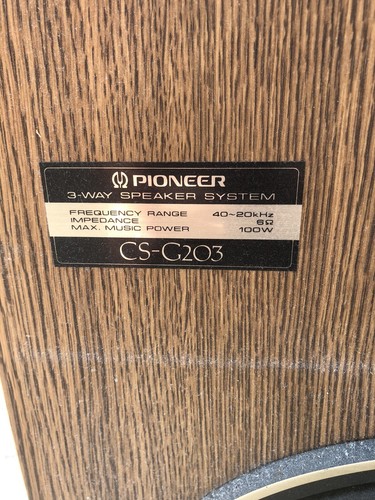 PIONEER
3-WAY SPEAKER SYSTEM
FREQUENCY RANGE 40~20kHz
IMPEDANCE 6Ω
MAX. MUSIC POWER 100W
CS-G203